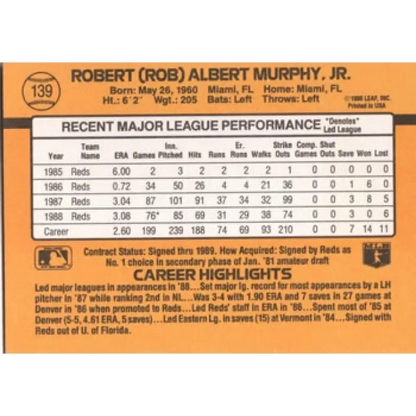 139
ROBERT (ROB) ALBERT MURPHY, JR.
Born: May 26, 1960 Miami, FL Home: Miami, FL
Ht.: 6'2" Wgt.: 205 Bats: Left Throws: Left
©1988 LEAF, INC.
Printed in USA
RECENT MAJOR LEAGUE PERFORMANCE *Denotes* Led League
Year Team Name ERA Games Inn. Pitched Hits Runs Er. Runs Walks Strike Outs Comp. Games Shut Outs Save Won Lost
1985 Reds 6.00 2 3 2 2 2 2 1 0 0 0 0 0
1986 Reds 0.72 34 50 26 4 4 21 36 0 0 1 6 0
1987 Reds 3.04 87 101 91 37 34 32 99 0 0 3 8 5
1988 Reds 3.08 76* 85 69 31 29 38 74 0 0 3 0 6
Career 2.60 199 239 188 74 69 93 210 0 0 7 14 11
Contract Status: Signed thru 1989. How Acquired: Signed by Reds as
No. 1 choice in secondary phase of Jan. '81 amateur draft
CAREER HIGHLIGHTS
Led major leagues in appearances in '88...Set major lg. record for most appearances by a LH
pitcher in '87 while ranking 2nd in NL...Was 3-4 with 1.90 ERA and 7 saves in 27 games at
Denver in '86 when promoted to Reds...Led Reds' staff in ERA in '86...Spent most of '85 at
Denver (5-5, 4.61 ERA, 5 saves)...Led Eastern Lg. in saves (15) at Vermont in '84...Signed with
Reds out of U. of Florida.